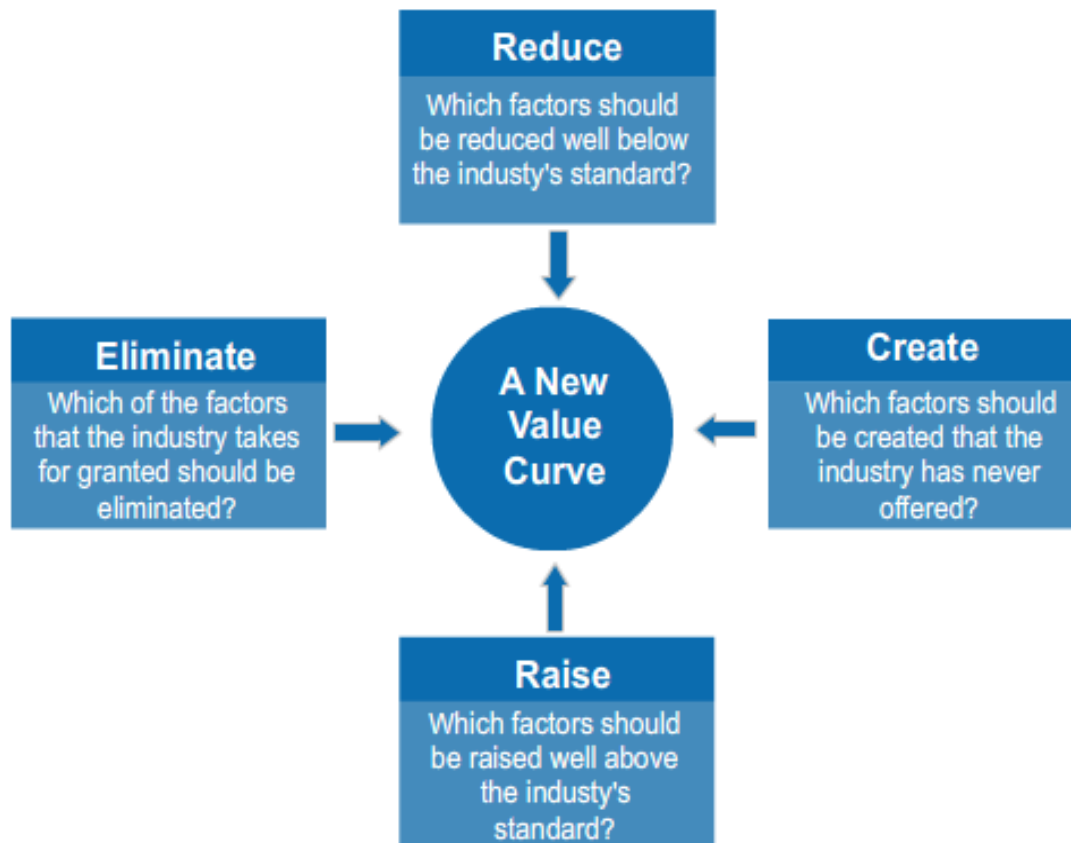 Reduce
Which factors should
be reduced well below
the industy's standard?
Eliminate
Which of the factors
that the industry takes
for granted should be
eliminated?
A New
Value
Curve
Create
Which factors should
be created that the
industry has never
offered?
Raise
Which factors should
be raised well above
the industy's
standard?